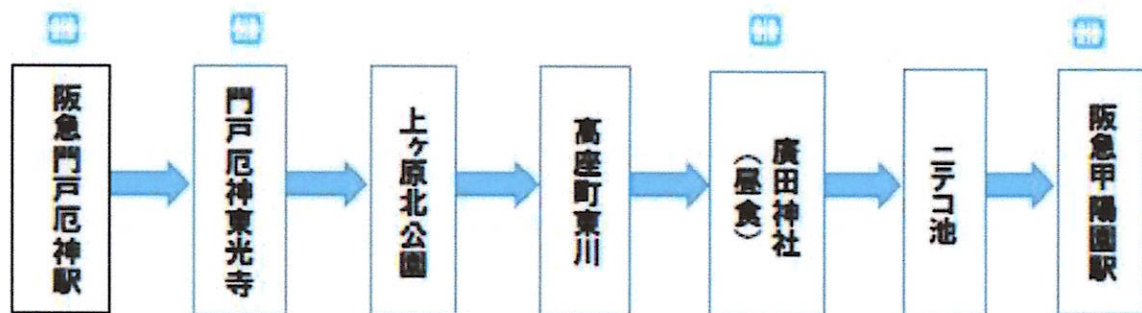 阪急門戸厄神駅
門戸厄神東光寺
上ヶ原北公園
高座町東川
廣田神社
（昼食）
ニテコ池
阪急甲陽園駅